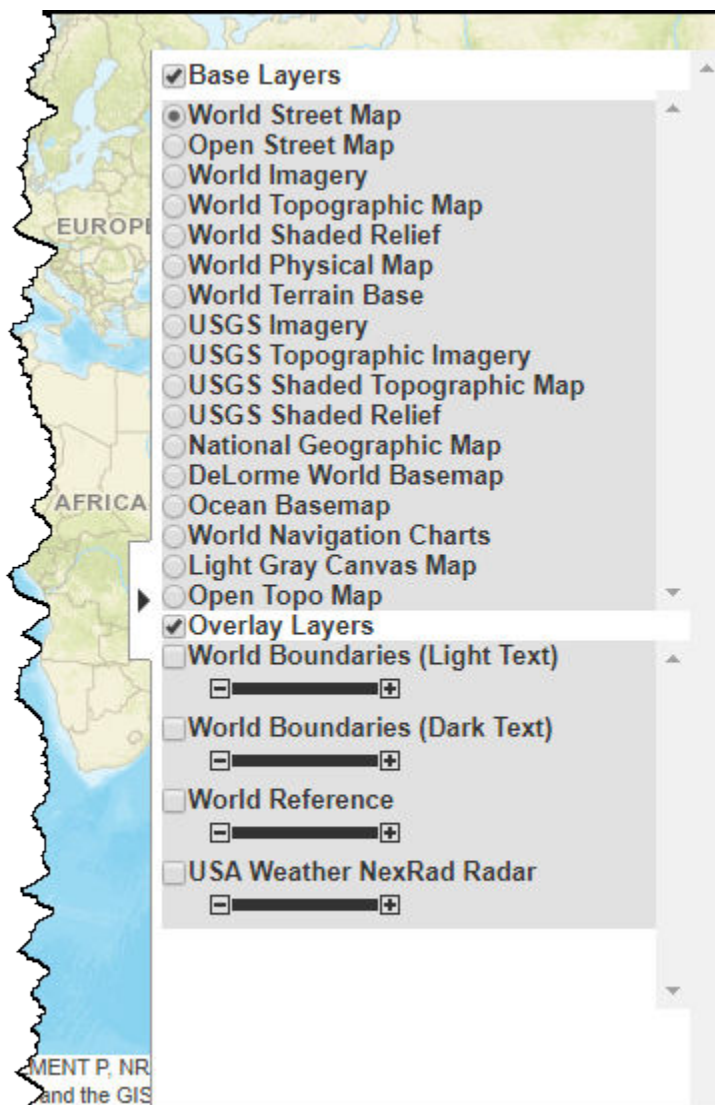 Base Layers
World Street Map
Open Street Map
World Imagery
World Topographic Map
EUROPE
World Shaded Relief
World Physical Map
World Terrain Base
USGS Imagery
USGS Topographic Imagery
USGS Shaded Topographic Map
USGS Shaded Relief
National Geographic Map
DeLorme World Basemap
AFRICA
Ocean Basemap
World Navigation Charts
Light Gray Canvas Map
Open Topo Map
Overlay Layers
World Boundaries (Light Text)
World Boundaries (Dark Text)
World Reference
USA Weather NexRad Radar
MENT P, NR
and the GIS